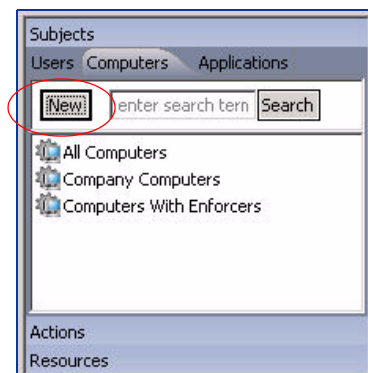 Subjects
Users Computers Applications
New enter search tern Search
All Computers
Company Computers
Computers With Enforcers
Actions
Resources